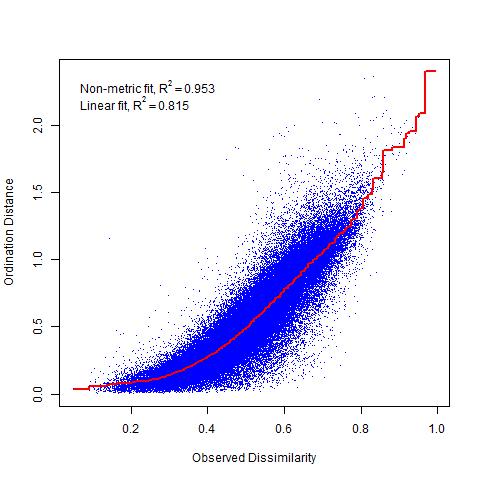 Non-metric fit, R² = 0.953
Linear fit, R² = 0.815
Ordination Distance
2.0
1.5
1.0
0.5
0.0
0.2 0.4 0.6 0.8 1.0
Observed Dissimilarity